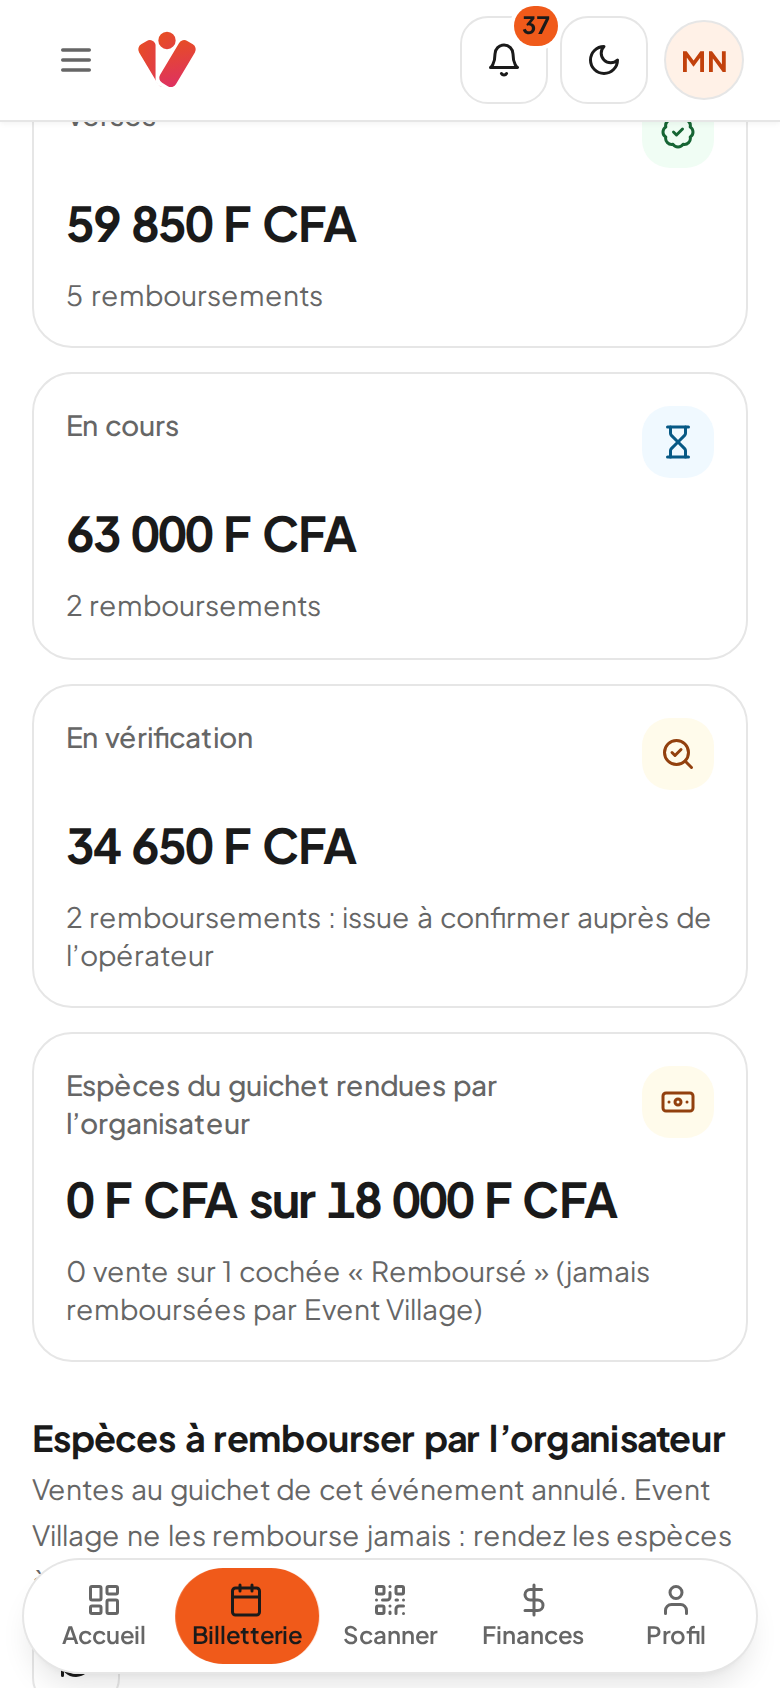 37
MN
Versés
59 850 F CFA
5 remboursements
En cours
63 000 F CFA
2 remboursements
En vérification
34 650 F CFA
2 remboursements : issue à confirmer auprès de
l’opérateur
Espèces du guichet rendues par
l’organisateur
0 F CFA sur 18 000 F CFA
0 vente sur 1 cochée « Remboursé » (jamais
remboursées par Event Village)
Espèces à rembourser par l’organisateur
Ventes au guichet de cet événement annulé. Event
Village ne les rembourse jamais : rendez les espèces
Accueil
Billetterie
Scanner
Finances
Profil